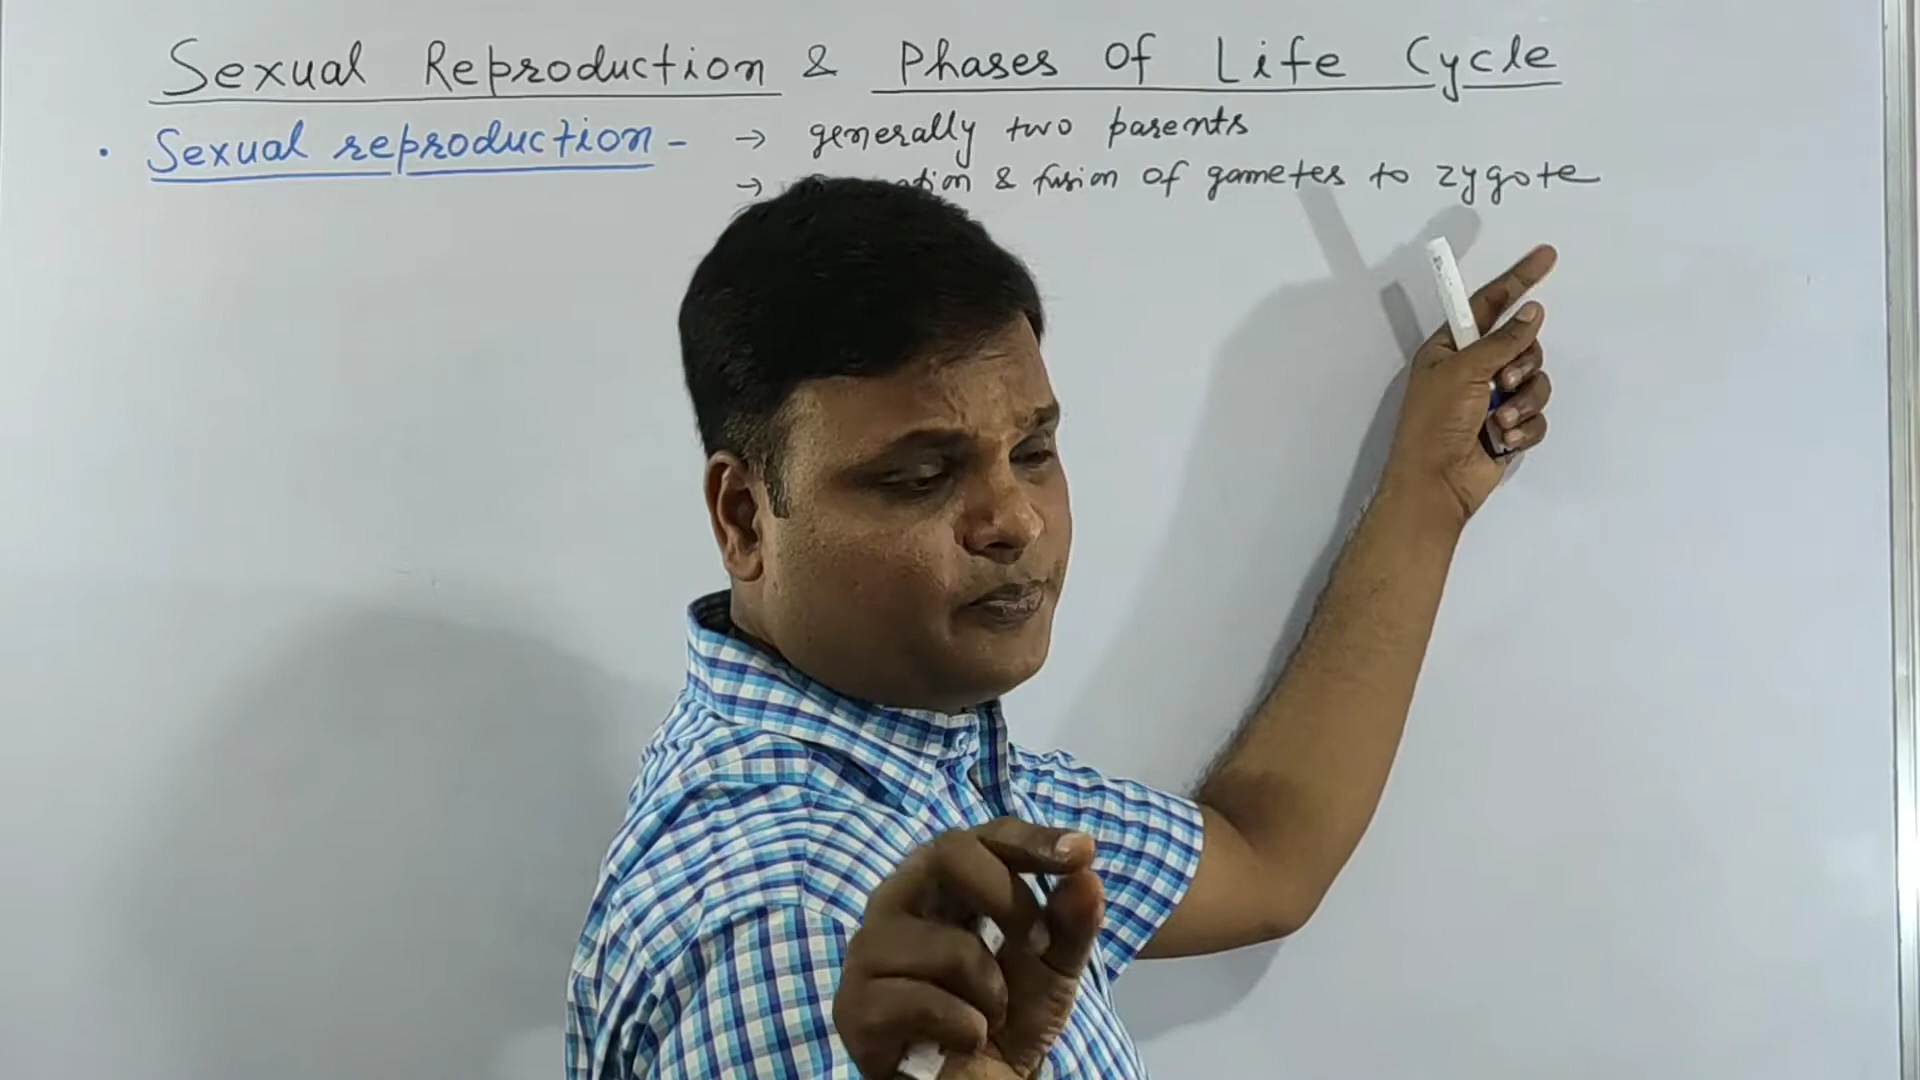 Sexual Reproduction & Phases Of Life Cycle
• Sexual reproduction - → generally two parents
→ & fusion of gametes to zygote